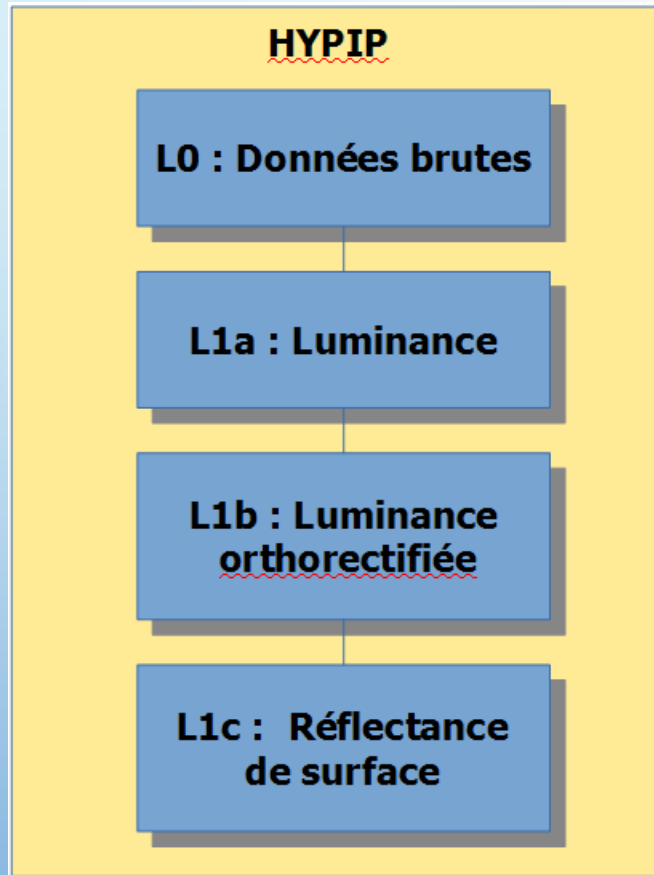 HYPIP
L0 : Données brutes
L1a : Luminance
L1b : Luminance
orthorectifiée
L1c :  Réflectance
de surface